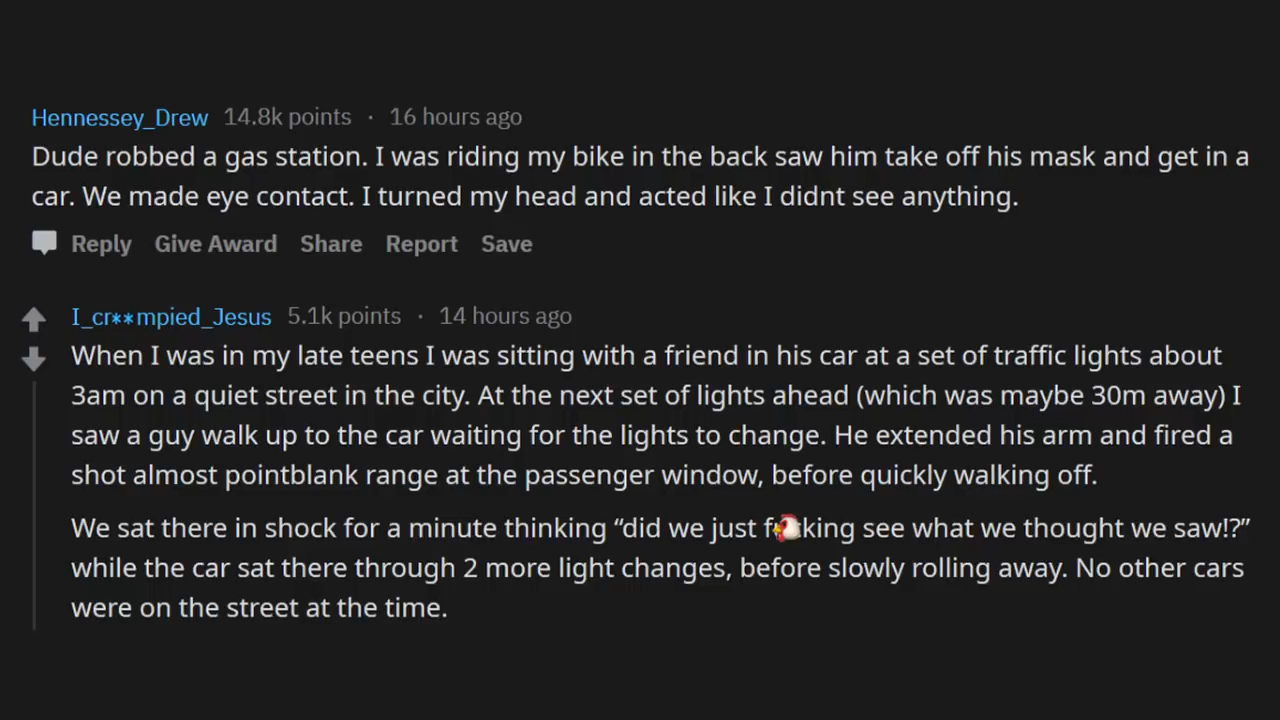 Hennessey_Drew 14.8k points · 16 hours ago
Dude robbed a gas station. I was riding my bike in the back saw him take off his mask and get in a
car. We made eye contact. I turned my head and acted like I didnt see anything.
Reply Give Award Share Report Save
I_cr**mpied_Jesus 5.1k points · 14 hours ago
When I was in my late teens I was sitting with a friend in his car at a set of traffic lights about
3am on a quiet street in the city. At the next set of lights ahead (which was maybe 30m away) I
saw a guy walk up to the car waiting for the lights to change. He extended his arm and fired a
shot almost pointblank range at the passenger window, before quickly walking off.
We sat there in shock for a minute thinking “did we just f🐔king see what we thought we saw!?”
while the car sat there through 2 more light changes, before slowly rolling away. No other cars
were on the street at the time.